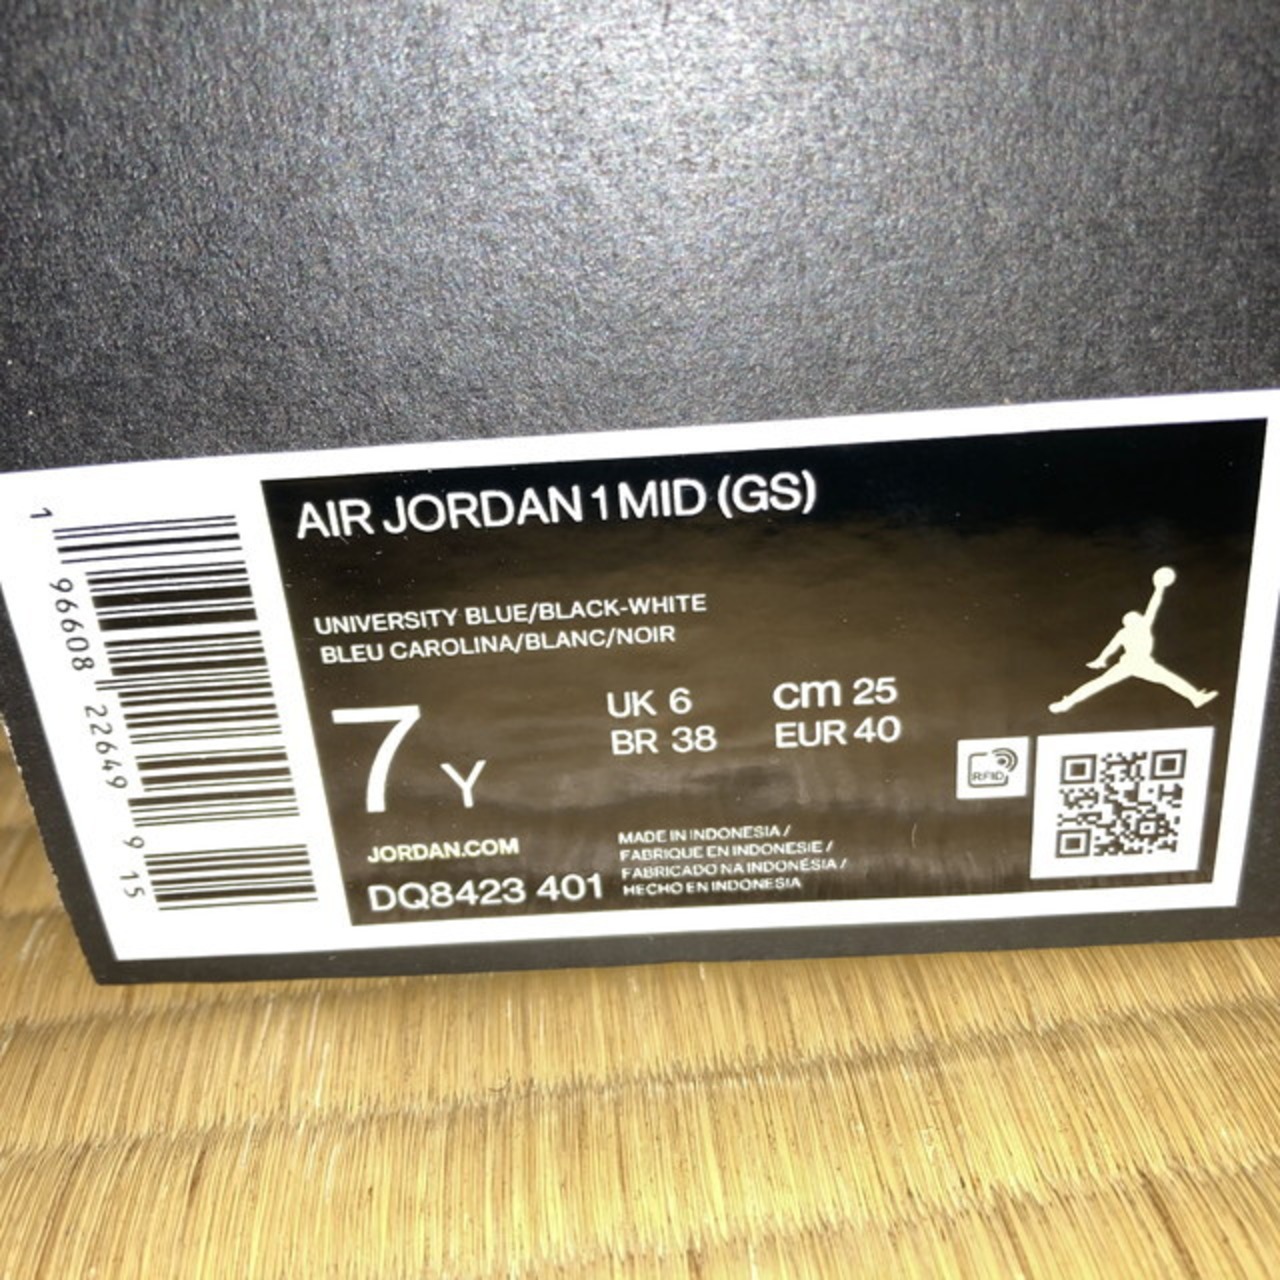 AIR JORDAN 1 MID (GS)
UNIVERSITY BLUE/BLACK-WHITE
BLEU CAROLINA/BLANC/NOIR
7 Y
UK 6
BR 38
cm 25
EUR 40
RFID
JORDAN.COM
DQ8423 401
MADE IN INDONESIA /
FABRIQUE EN INDONESIE /
FABRICADO NA INDONÉSIA /
HECHO EN INDONESIA
1 96608 22649 9 15